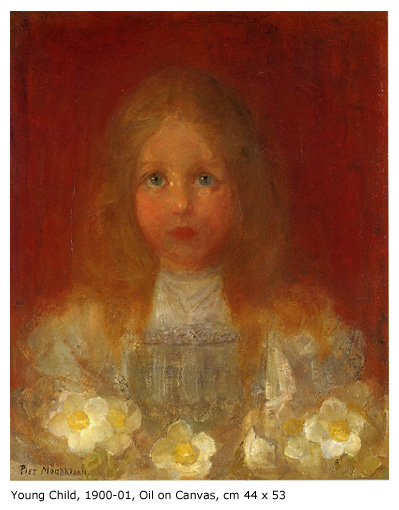 PIET MONDRIAAN.
Young Child, 1900-01, Oil on Canvas, cm 44 x 53